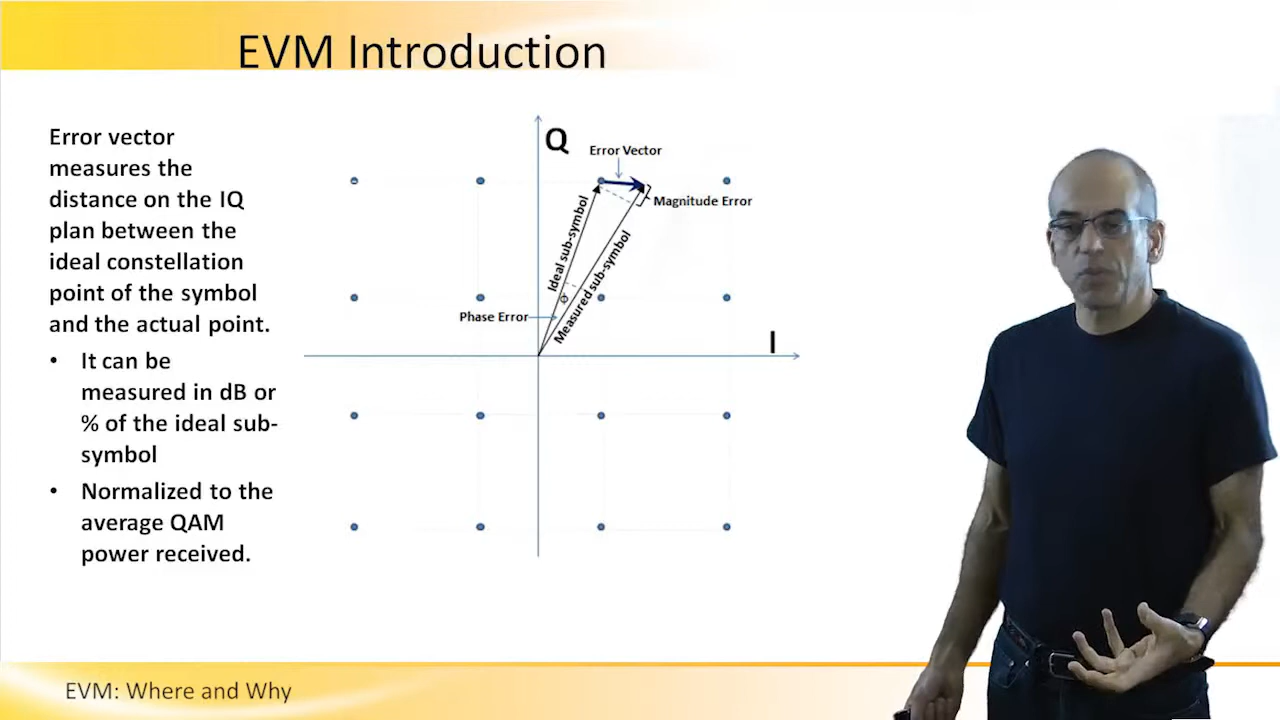 EVM Introduction
Error vector
measures the
distance on the IQ
plan between the
ideal constellation
point of the symbol
and the actual point.
• It can be
measured in dB or
% of the ideal sub-
symbol
• Normalized to the
average QAM
power received.
Q
Error Vector
Magnitude Error
Ideal sub-symbol
Measured sub-symbol
Φ
Phase Error
I
EVM: Where and Why